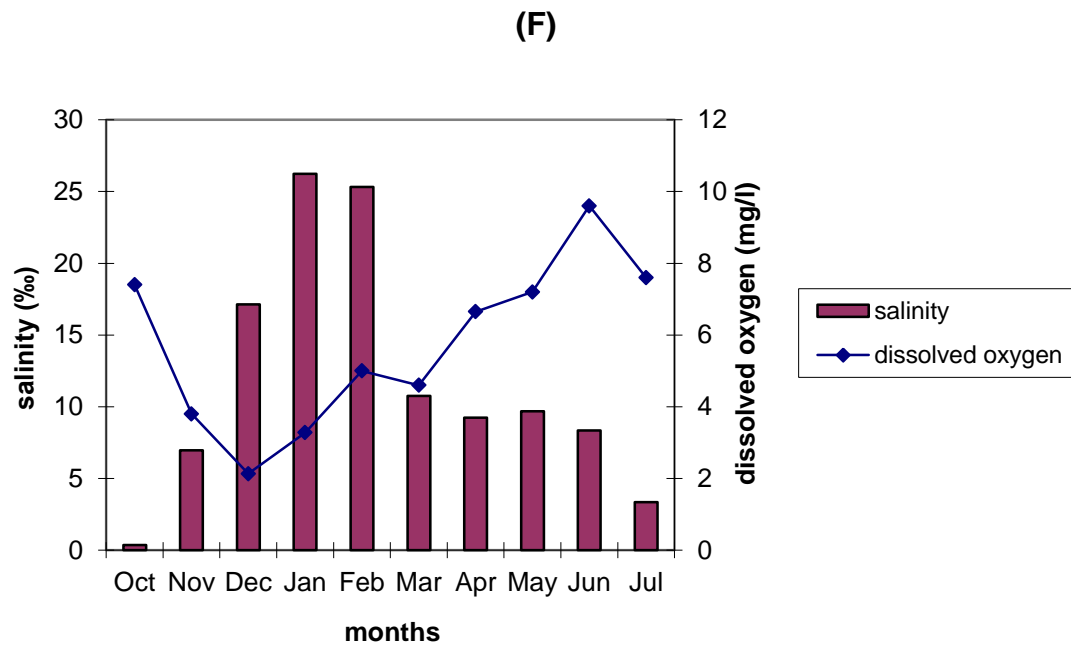 (F)
30
25
20
15
10
5
0
salinity (‰)
12
10
8
6
4
2
0
dissolved oxygen (mg/l)
Oct Nov Dec Jan Feb Mar Apr May Jun Jul
months
salinity
dissolved oxygen